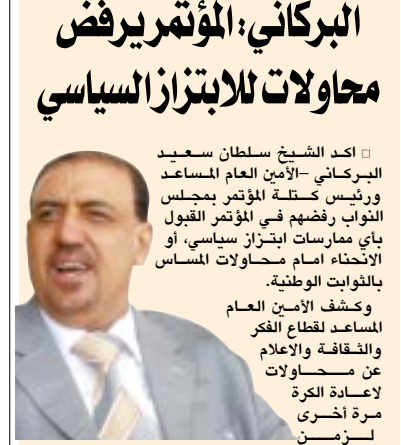 البركاني: المؤتمر يرفض
محاولات للابتزاز السياسي
□ اكد الشيخ سلطان سعيد
البركاني –الأمين العام المساعد
ورئيس كتلة المؤتمر بمجلس
النواب رفضهم في المؤتمر القبول
بأي ممارسات ابتزاز سياسي، أو
الانحناء امام محاولات المساس
بالثوابت الوطنية.
وكشف الأمين العام
المساعد لقطاع الفكر
والثقافة والاعلام
عن محاولات
لاعادة الكرة
مرة أخرى
لزمن